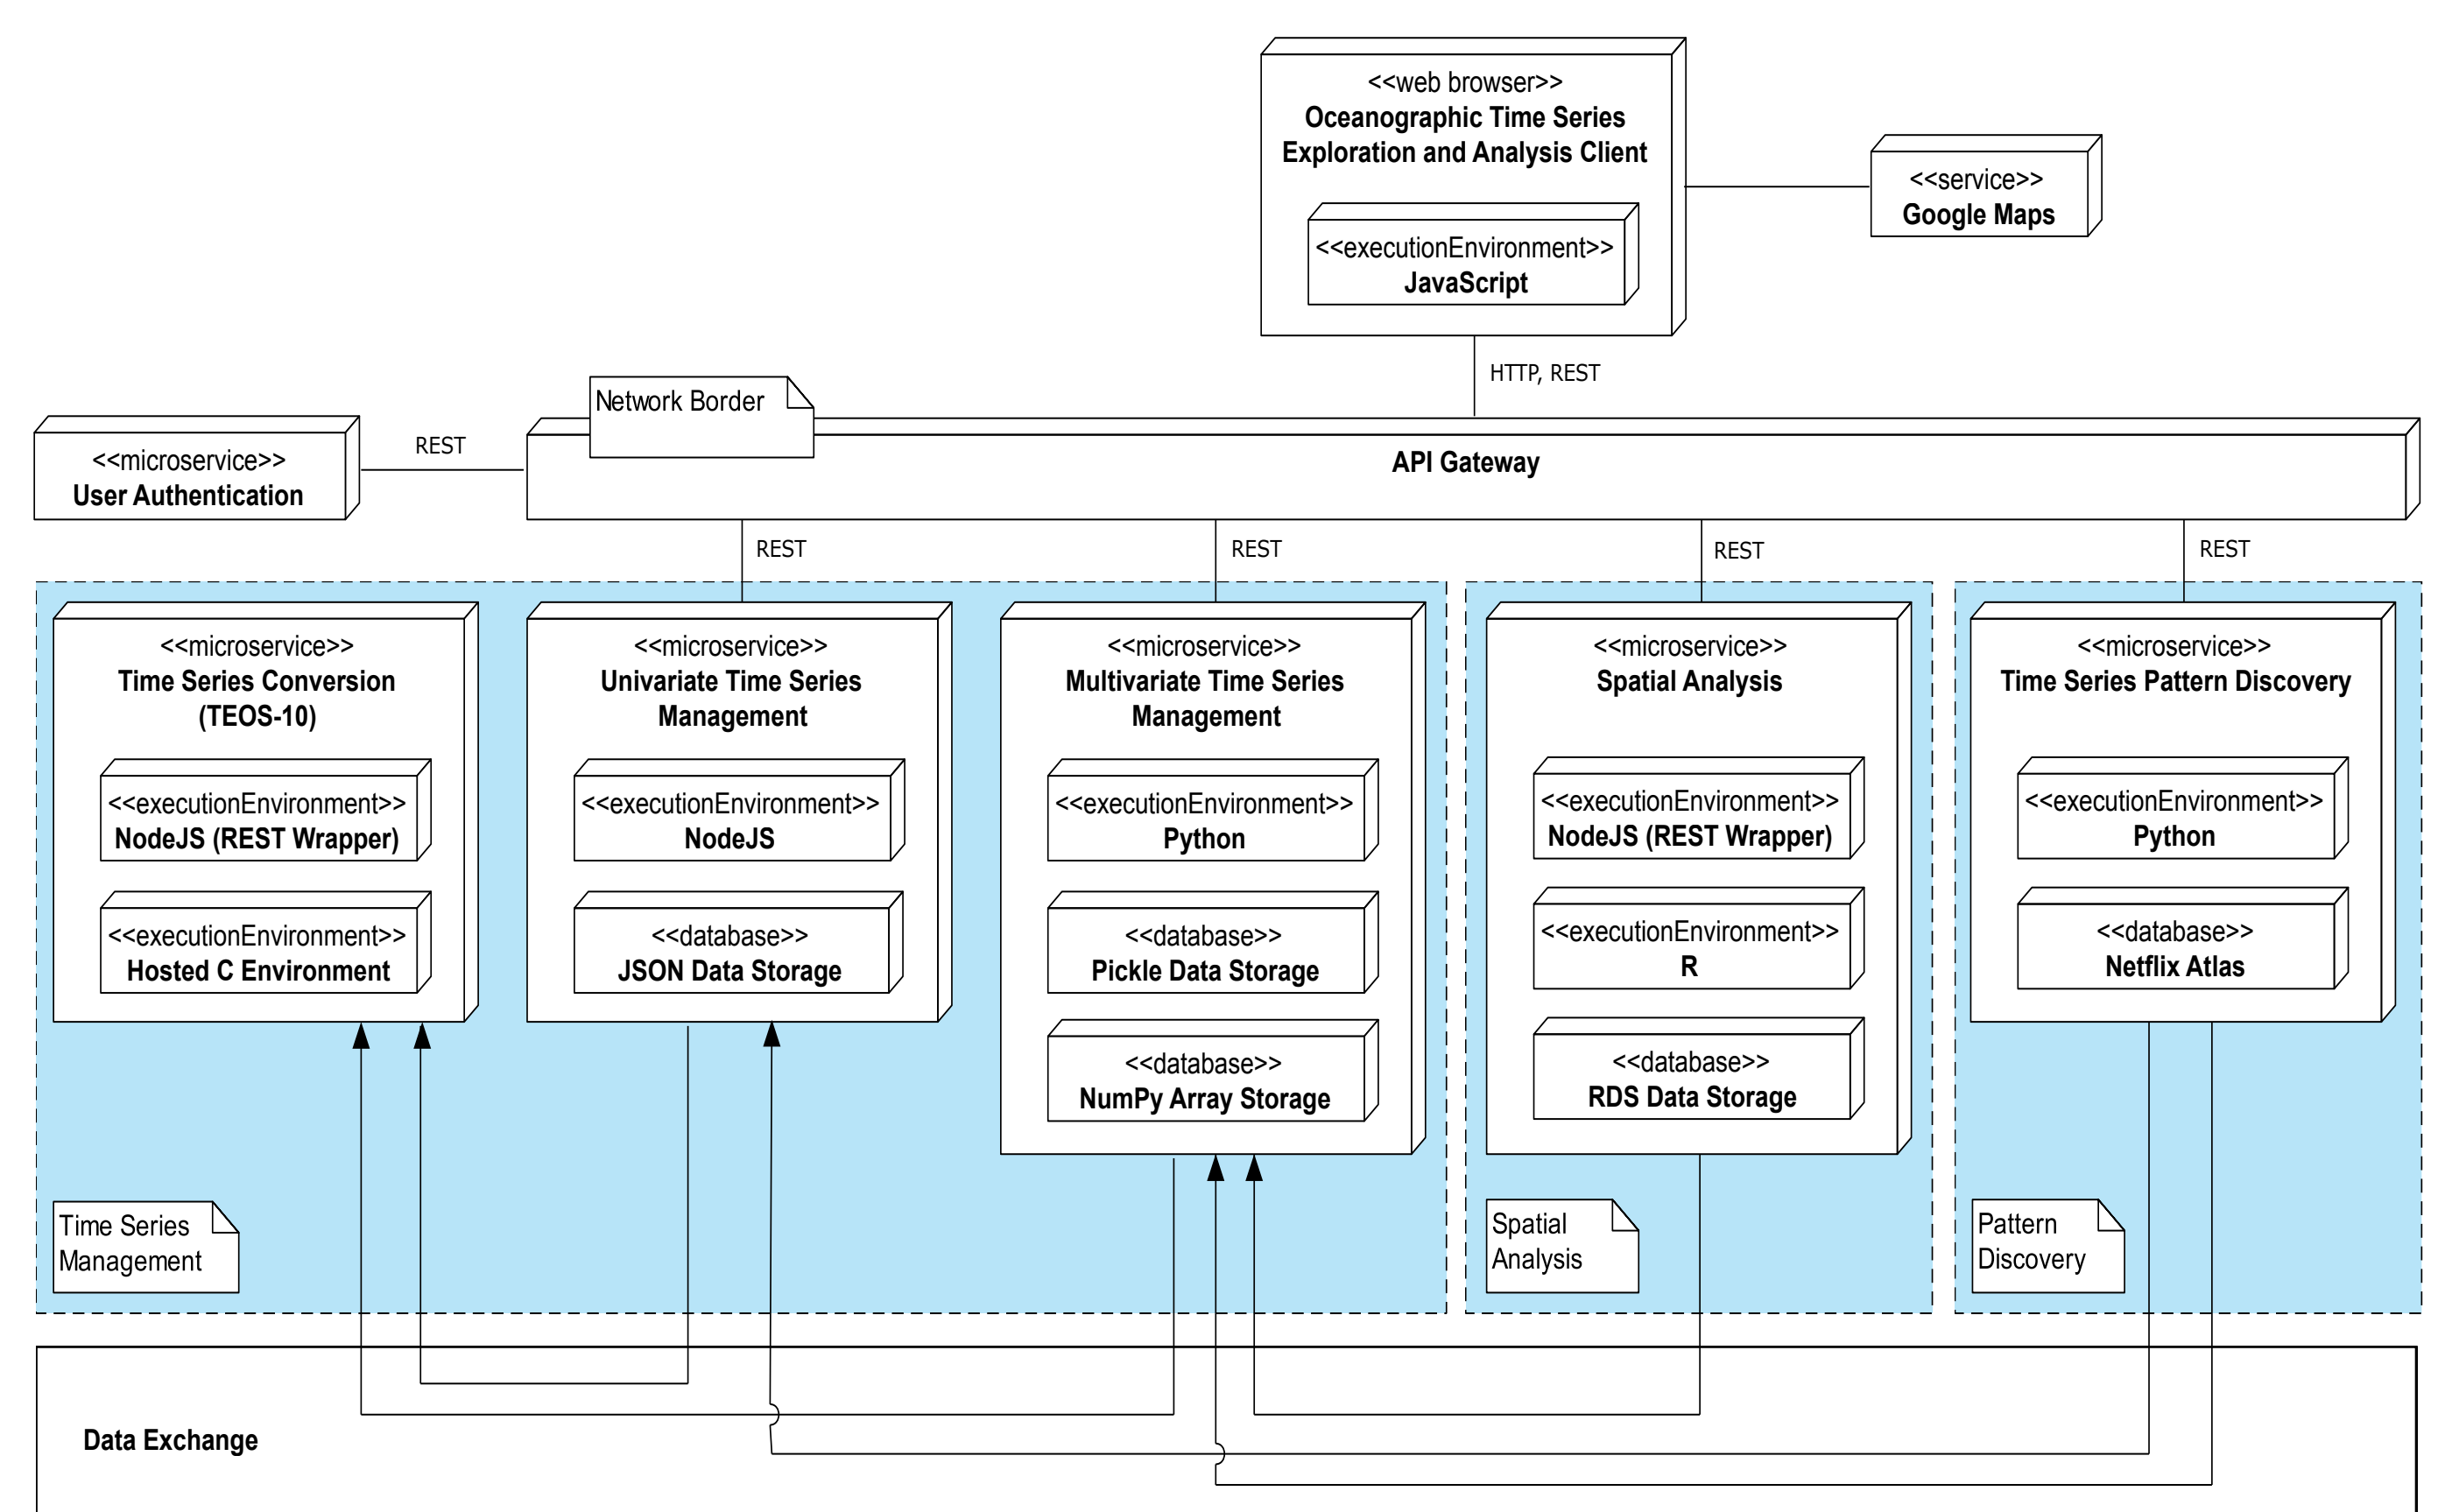 <<web browser>>
Oceanographic Time Series
Exploration and Analysis Client
<<executionEnvironment>>
JavaScript
<<service>>
Google Maps
HTTP, REST
Network Border
<<microservice>>
User Authentication
REST
API Gateway
REST
REST
REST
REST
<<microservice>>
Time Series Conversion
(TEOS-10)
<<executionEnvironment>>
NodeJS (REST Wrapper)
<<executionEnvironment>>
Hosted C Environment
<<microservice>>
Univariate Time Series
Management
<<executionEnvironment>>
NodeJS
<<database>>
JSON Data Storage
<<microservice>>
Multivariate Time Series
Management
<<executionEnvironment>>
Python
<<database>>
Pickle Data Storage
<<database>>
NumPy Array Storage
<<microservice>>
Spatial Analysis
<<executionEnvironment>>
NodeJS (REST Wrapper)
<<executionEnvironment>>
R
<<database>>
RDS Data Storage
<<microservice>>
Time Series Pattern Discovery
<<executionEnvironment>>
Python
<<database>>
Netflix Atlas
Time Series
Management
Spatial
Analysis
Pattern
Discovery
Data Exchange